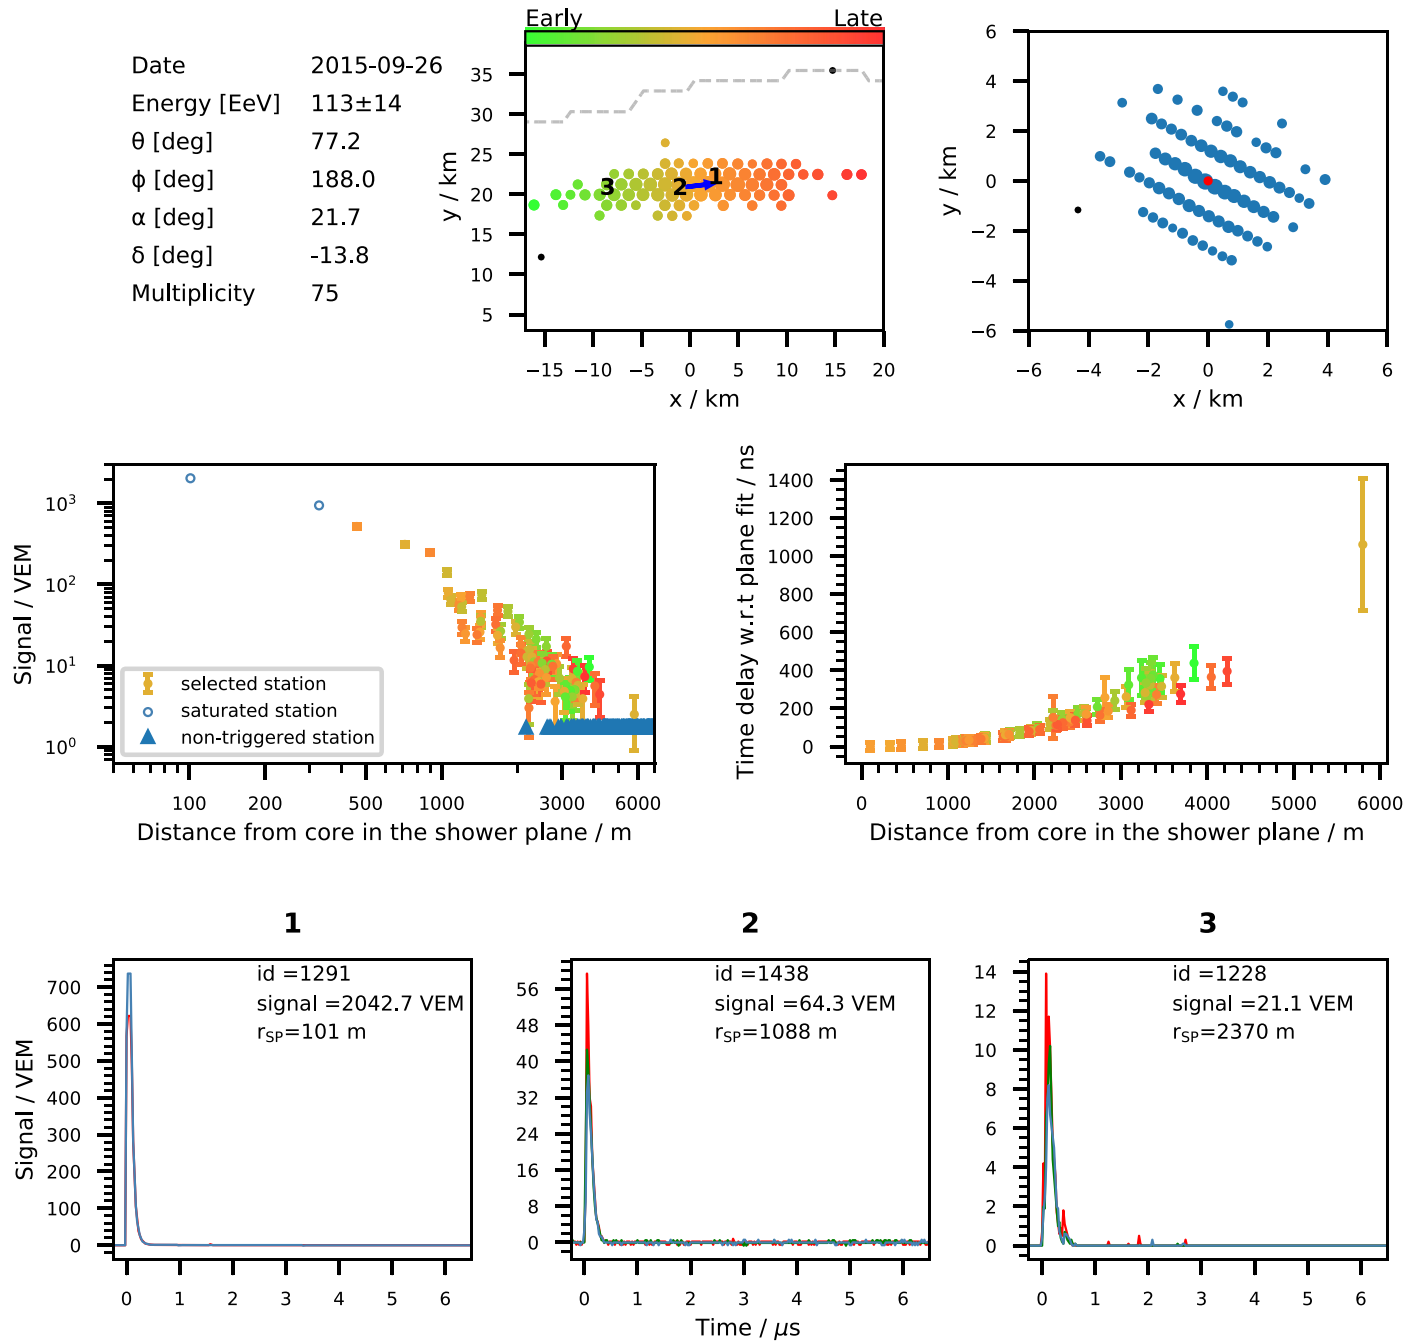 Date 2015-09-26
Energy [EeV] 113±14
θ [deg] 77.2
ϕ [deg] 188.0
α [deg] 21.7
δ [deg] -13.8
Multiplicity 75
Early Late
35
30
25
20
15
10
5
y / km
3 2 1
−15 −10 −5 0 5 10 15 20
x / km
6
4
2
0
−2
−4
−6
y / km
−6 −4 −2 0 2 4 6
x / km
10³
10²
10¹
10⁰
Signal / VEM
selected station
saturated station
non-triggered station
100 200 500 1000 3000 6000
Distance from core in the shower plane / m
1400
1200
1000
800
600
400
200
0
Time delay w.r.t plane fit / ns
0 1000 2000 3000 4000 5000 6000
Distance from core in the shower plane / m
1
id =1291
signal =2042.7 VEM
r_SP=101 m
700
600
500
400
300
200
100
0
Signal / VEM
0 1 2 3 4 5 6
2
id =1438
signal =64.3 VEM
r_SP=1088 m
56
48
40
32
24
16
8
0
0 1 2 3 4 5 6
Time / μs
3
id =1228
signal =21.1 VEM
r_SP=2370 m
14
12
10
8
6
4
2
0
0 1 2 3 4 5 6